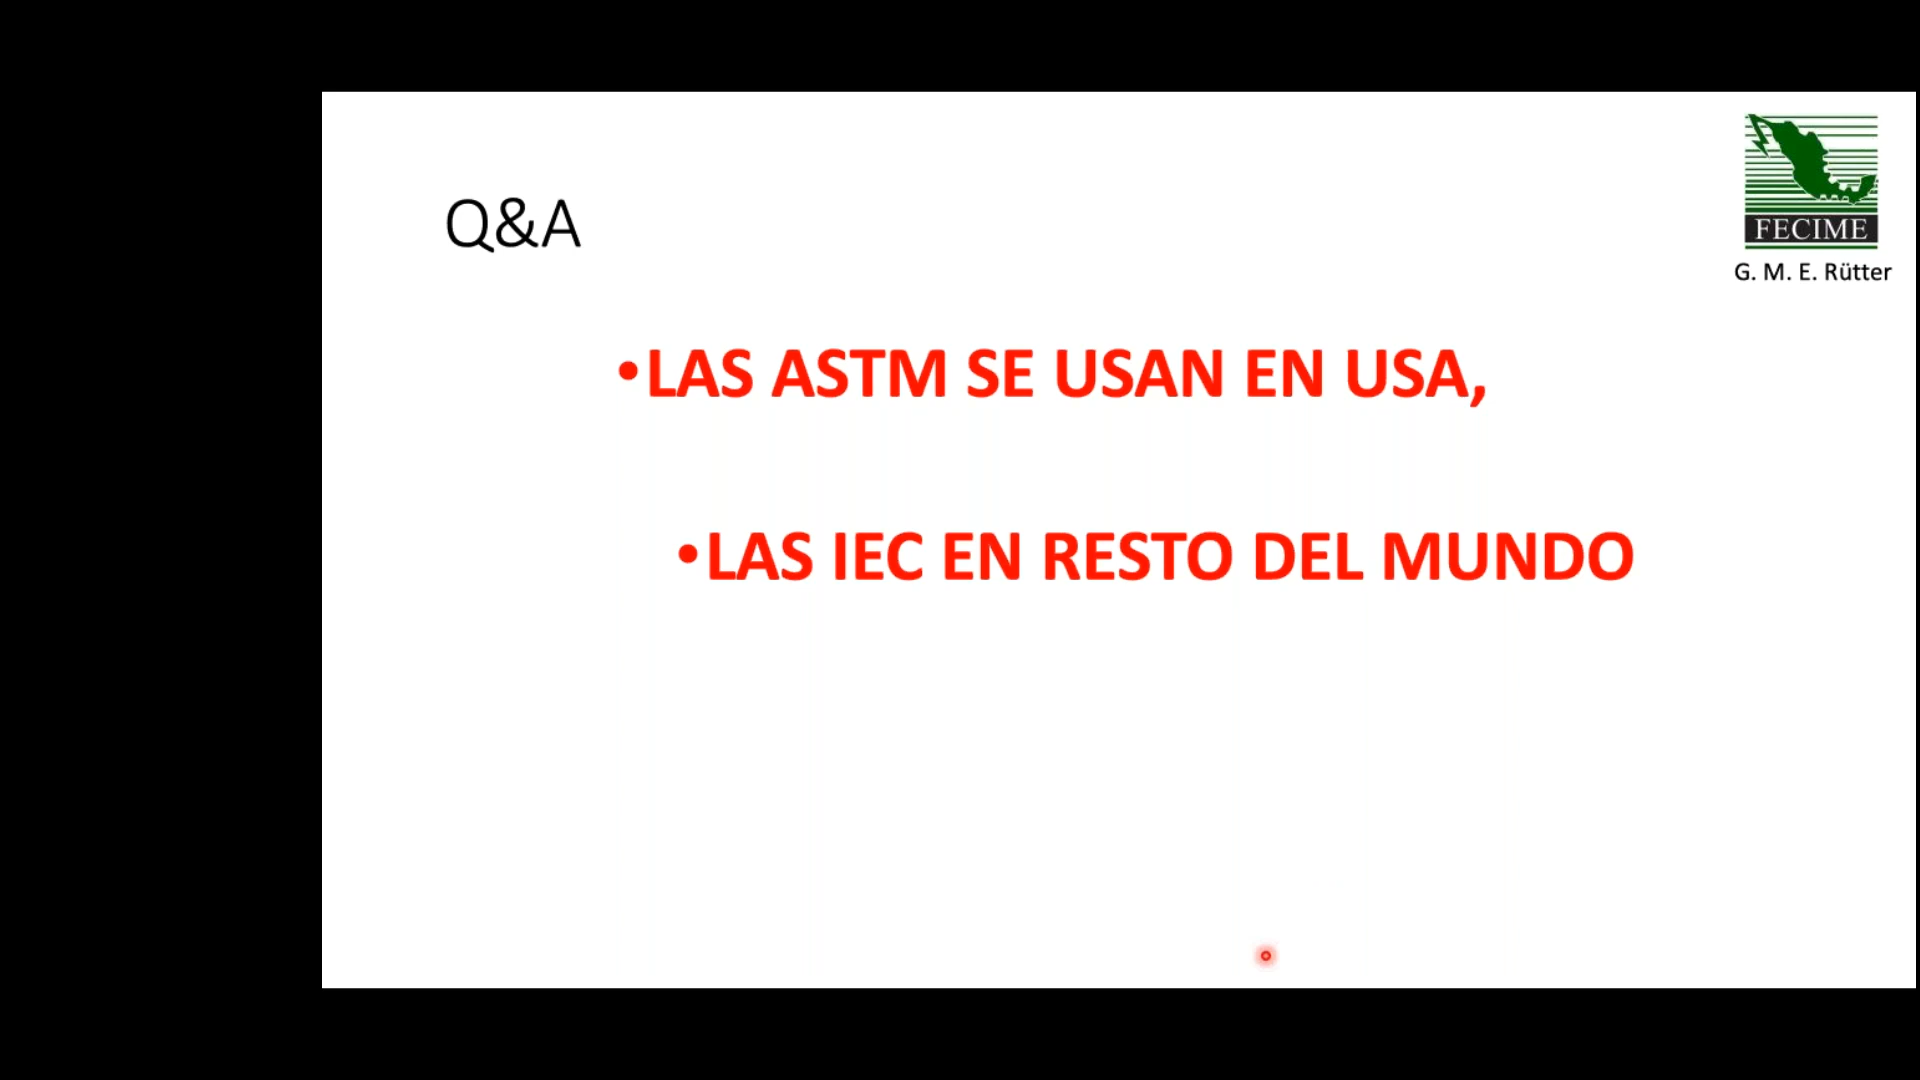 Q&A
FECIME
G. M. E. Rütter
•LAS ASTM SE USAN EN USA,
•LAS IEC EN RESTO DEL MUNDO